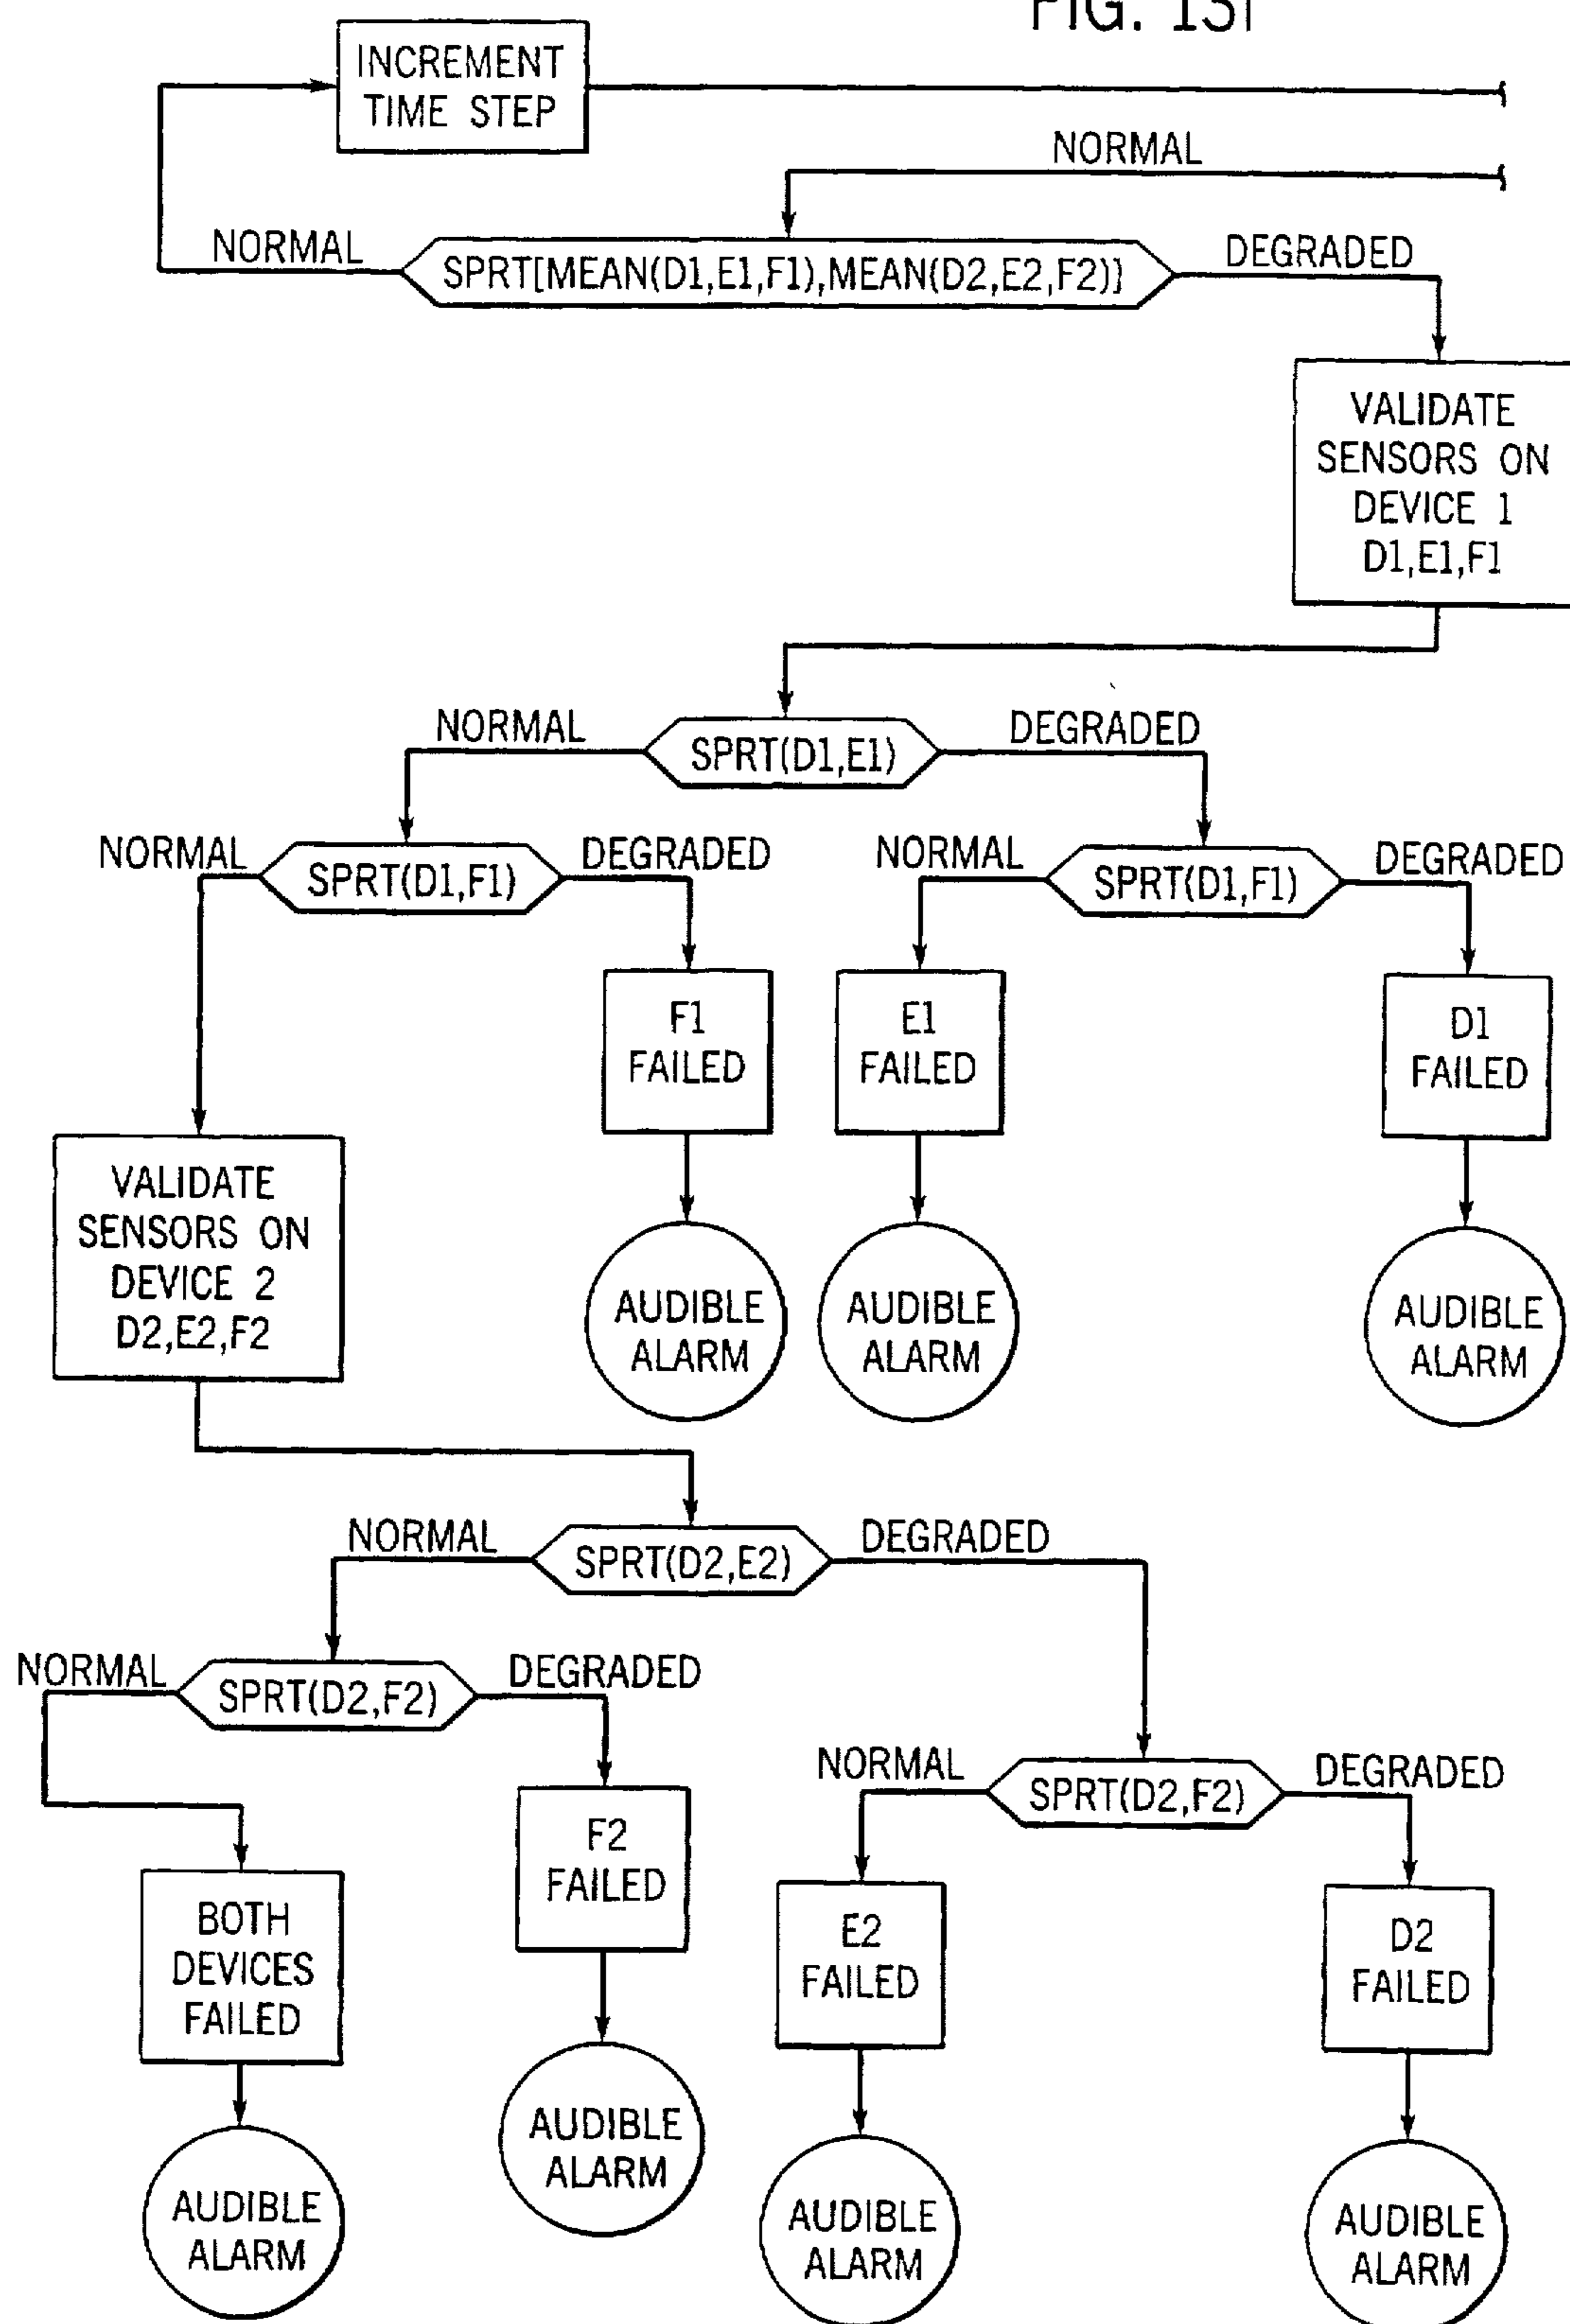 FIG. 13I
INCREMENT
TIME STEP
NORMAL
NORMAL
SPRT[MEAN(D1,E1,F1),MEAN(D2,E2,F2)]
DEGRADED
VALIDATE
SENSORS ON
DEVICE 1
D1,E1,F1
NORMAL
SPRT(D1,E1)
DEGRADED
NORMAL
SPRT(D1,F1)
DEGRADED
NORMAL
SPRT(D1,F1)
DEGRADED
F1
FAILED
E1
FAILED
D1
FAILED
VALIDATE
SENSORS ON
DEVICE 2
D2,E2,F2
AUDIBLE
ALARM
AUDIBLE
ALARM
AUDIBLE
ALARM
NORMAL
SPRT(D2,E2)
DEGRADED
NORMAL
SPRT(D2,F2)
DEGRADED
NORMAL
SPRT(D2,F2)
DEGRADED
BOTH
DEVICES
FAILED
F2
FAILED
E2
FAILED
D2
FAILED
AUDIBLE
ALARM
AUDIBLE
ALARM
AUDIBLE
ALARM
AUDIBLE
ALARM